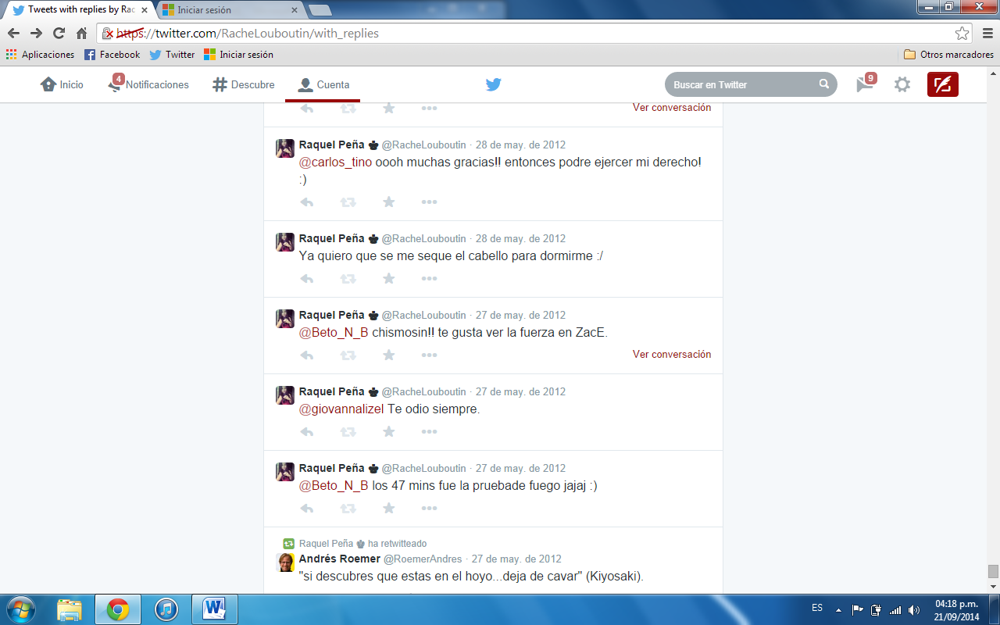 Tweets with replies by Rac
Iniciar sesión
https://twitter.com/RacheLouboutin/with_replies
Aplicaciones Facebook Twitter Iniciar sesión Otros marcadores
Inicio 4 Notificaciones Descubre Cuenta Buscar en Twitter 9
Ver conversación
Raquel Peña @RacheLouboutin · 28 de may. de 2012
@carlos_tino oooh muchas gracias!! entonces podre ejercer mi derecho!
:)
Raquel Peña @RacheLouboutin · 28 de may. de 2012
Ya quiero que se me seque el cabello para dormirme :/
Raquel Peña @RacheLouboutin · 27 de may. de 2012
@Beto_N_B chismosin!! te gusta ver la fuerza en ZacE.
Ver conversación
Raquel Peña @RacheLouboutin · 27 de may. de 2012
@giovannalizel Te odio siempre.
Raquel Peña @RacheLouboutin · 27 de may. de 2012
@Beto_N_B los 47 mins fue la pruebade fuego jajaj :)
Raquel Peña ha retwitteado
Andrés Roemer @RoemerAndres · 27 de may. de 2012
"si descubres que estas en el hoyo...deja de cavar" (Kiyosaki).
ES 04:18 p.m.
21/09/2014